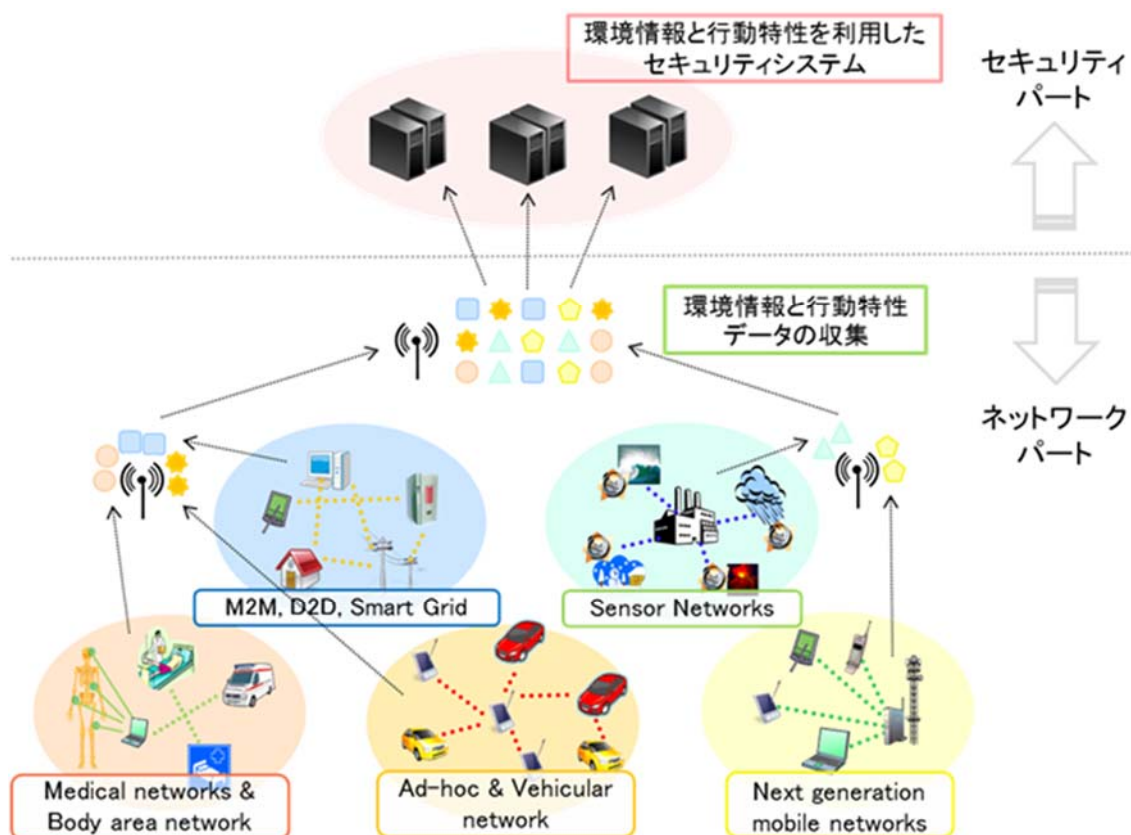 環境情報と行動特性を利用した
セキュリティシステム
セキュリティ
パート
環境情報と行動特性
データの収集
ネットワーク
パート
M2M, D2D, Smart Grid
Sensor Networks
Medical networks &
Body area network
Ad-hoc & Vehicular
network
Next generation
mobile networks